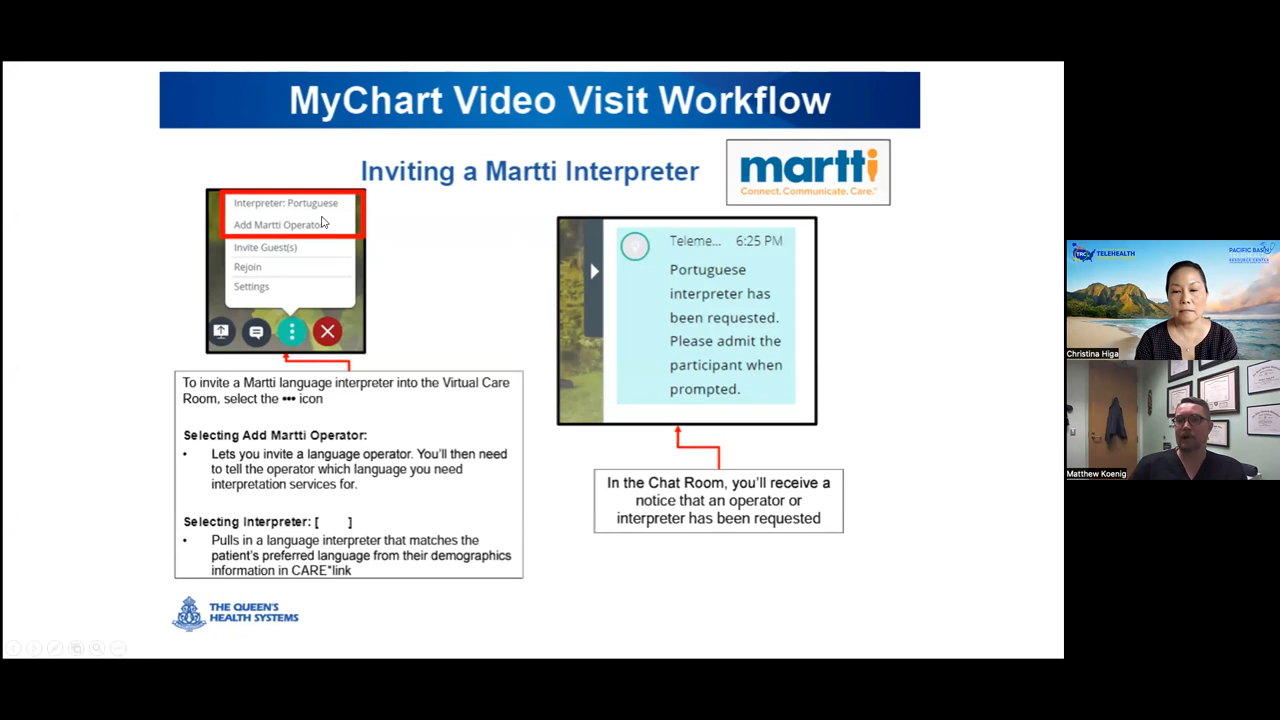 MyChart Video Visit Workflow
Inviting a Martti Interpreter
martti
Connect. Communicate. Care.™
Interpreter: Portuguese
Add Martti Operator
Invite Guest(s)
Rejoin
Settings
Teleme... 6:25 PM
Portuguese
interpreter has
been requested.
Please admit the
participant when
prompted.
To invite a Martti language interpreter into the Virtual Care
Room, select the ••• icon
Selecting Add Martti Operator:
• Lets you invite a language operator. You'll then need
to tell the operator which language you need
interpretation services for.
Selecting Interpreter: [ ]
• Pulls in a language interpreter that matches the
patient's preferred language from their demographics
information in CARE*link
In the Chat Room, you'll receive a
notice that an operator or
interpreter has been requested
THE QUEEN'S
HEALTH SYSTEMS
TELEHEALTH
PACIFIC BASIN
RESOURCE CENTER
Christina Higa
Matthew Koenig